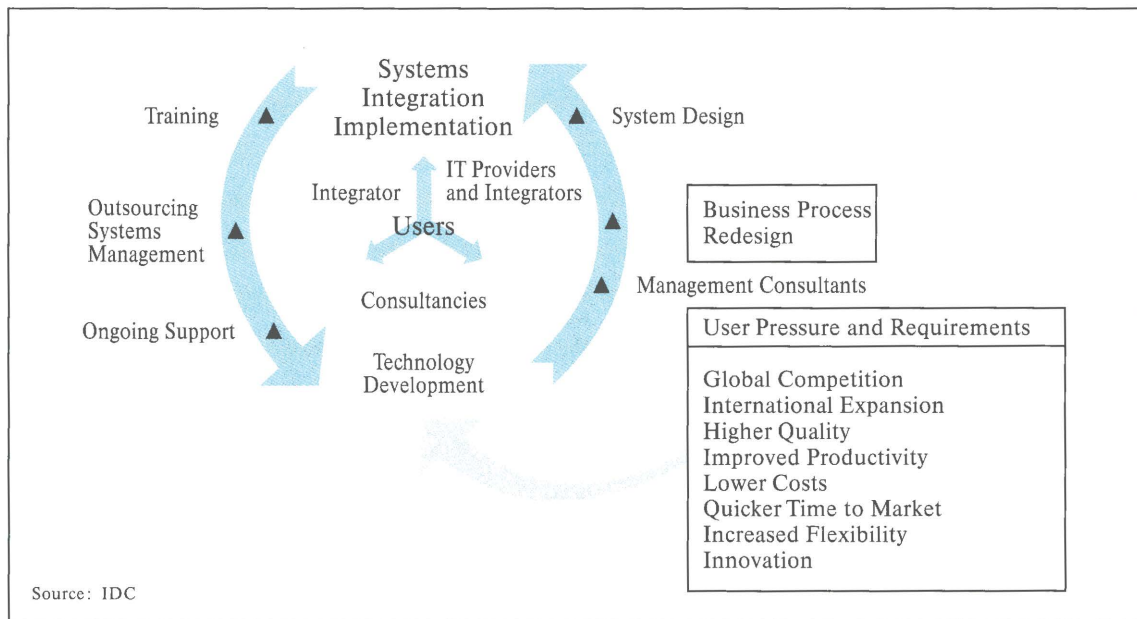 Systems
Integration
Implementation
Training
System Design
IT Providers
and Integrators
Integrator
Users
Outsourcing
Systems
Management
Business Process
Redesign
Consultancies
Management Consultants
Ongoing Support
Technology
Development
User Pressure and Requirements
Global Competition
International Expansion
Higher Quality
Improved Productivity
Lower Costs
Quicker Time to Market
Increased Flexibility
Innovation
Source: IDC